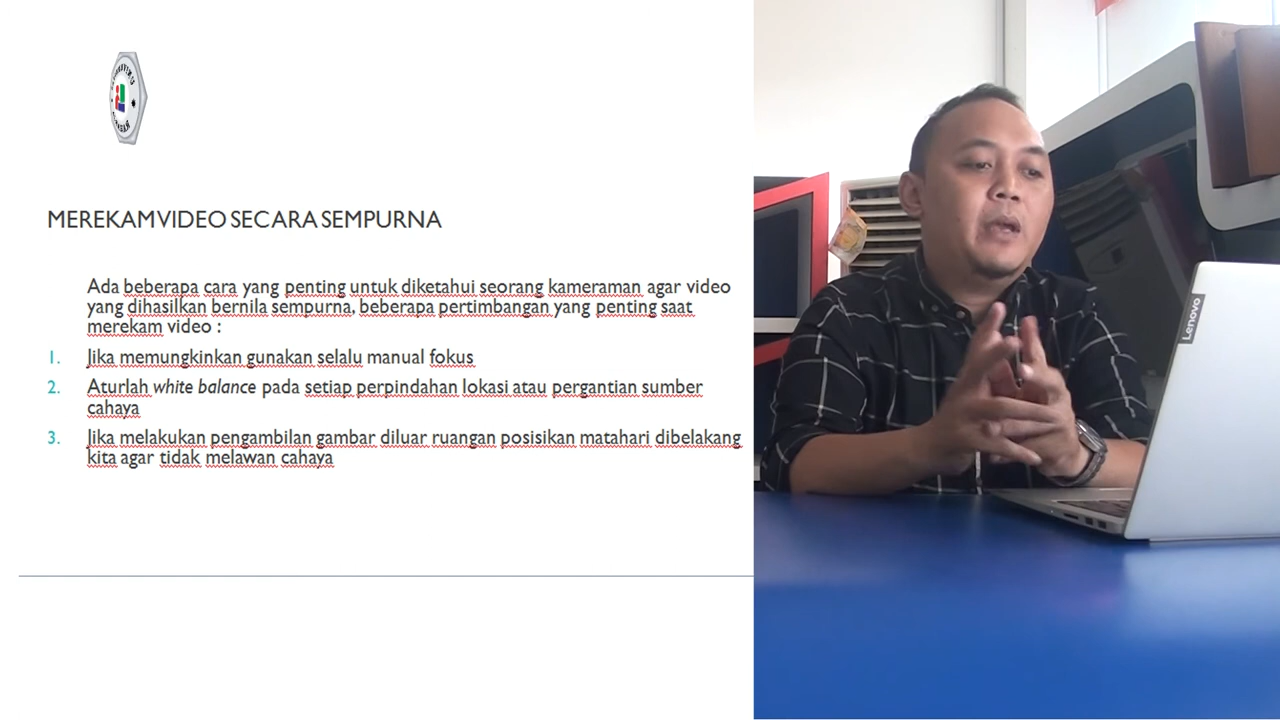 MEREKAM VIDEO SECARA SEMPURNA
Ada beberapa cara yang penting untuk diketahui seorang kameraman agar video
yang dihasilkan bernila sempurna, beberapa pertimbangan yang penting saat
merekam video :
1. Jika memungkinkan gunakan selalu manual fokus
2. Aturlah white balance pada setiap perpindahan lokasi atau pergantian sumber
cahaya
3. Jika melakukan pengambilan gambar diluar ruangan posisikan matahari dibelakang
kita agar tidak melawan cahaya
Lenovo